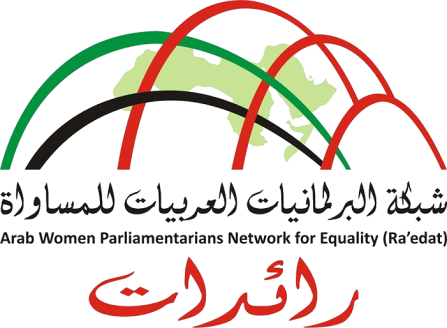 شبكة البرلمانيات العربيات للمساواة
Arab Women Parliamentarians Network for Equality (Ra'edat)
رائدات